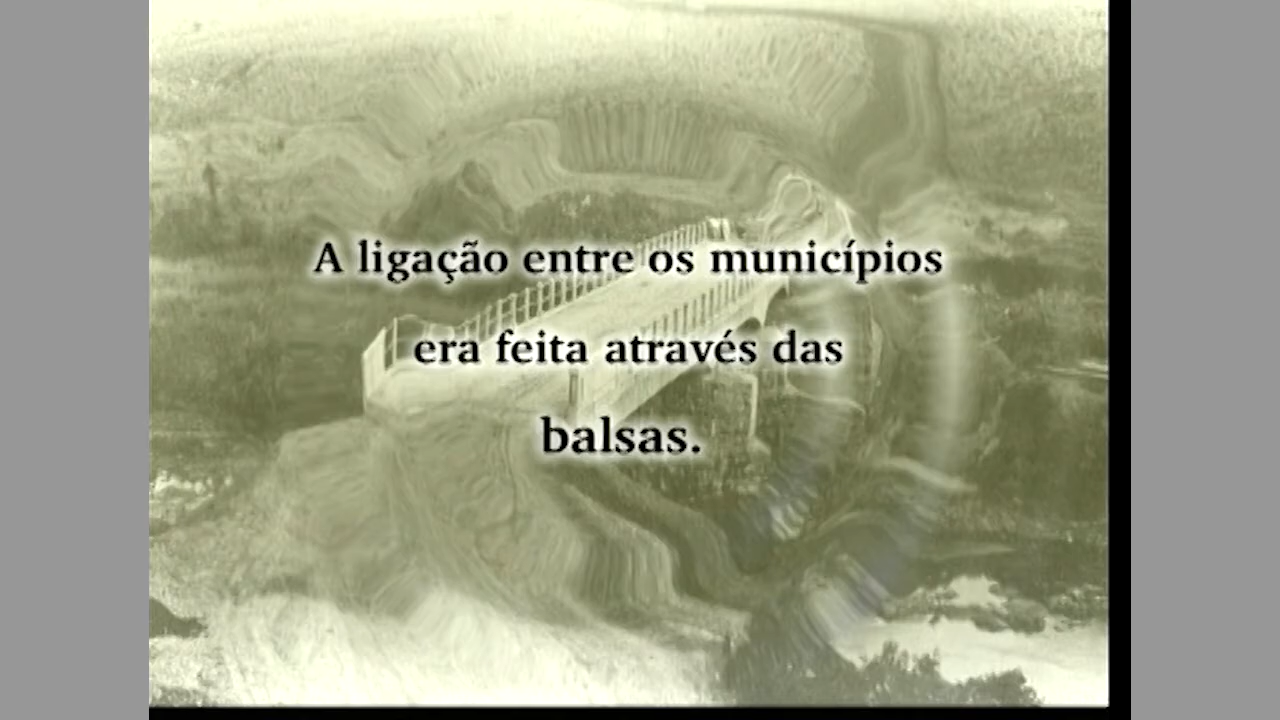 A ligação entre os municípios
era feita através das
balsas.